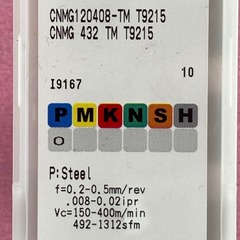 CNMG120408-TM T9215
CNMG 432 TM T9215
I9167 10
P M K N S H
O
P:Steel
f=0.2-0.5mm/rev
.008-0.02ipr
Vc=150-400m/min
492-1312sfm